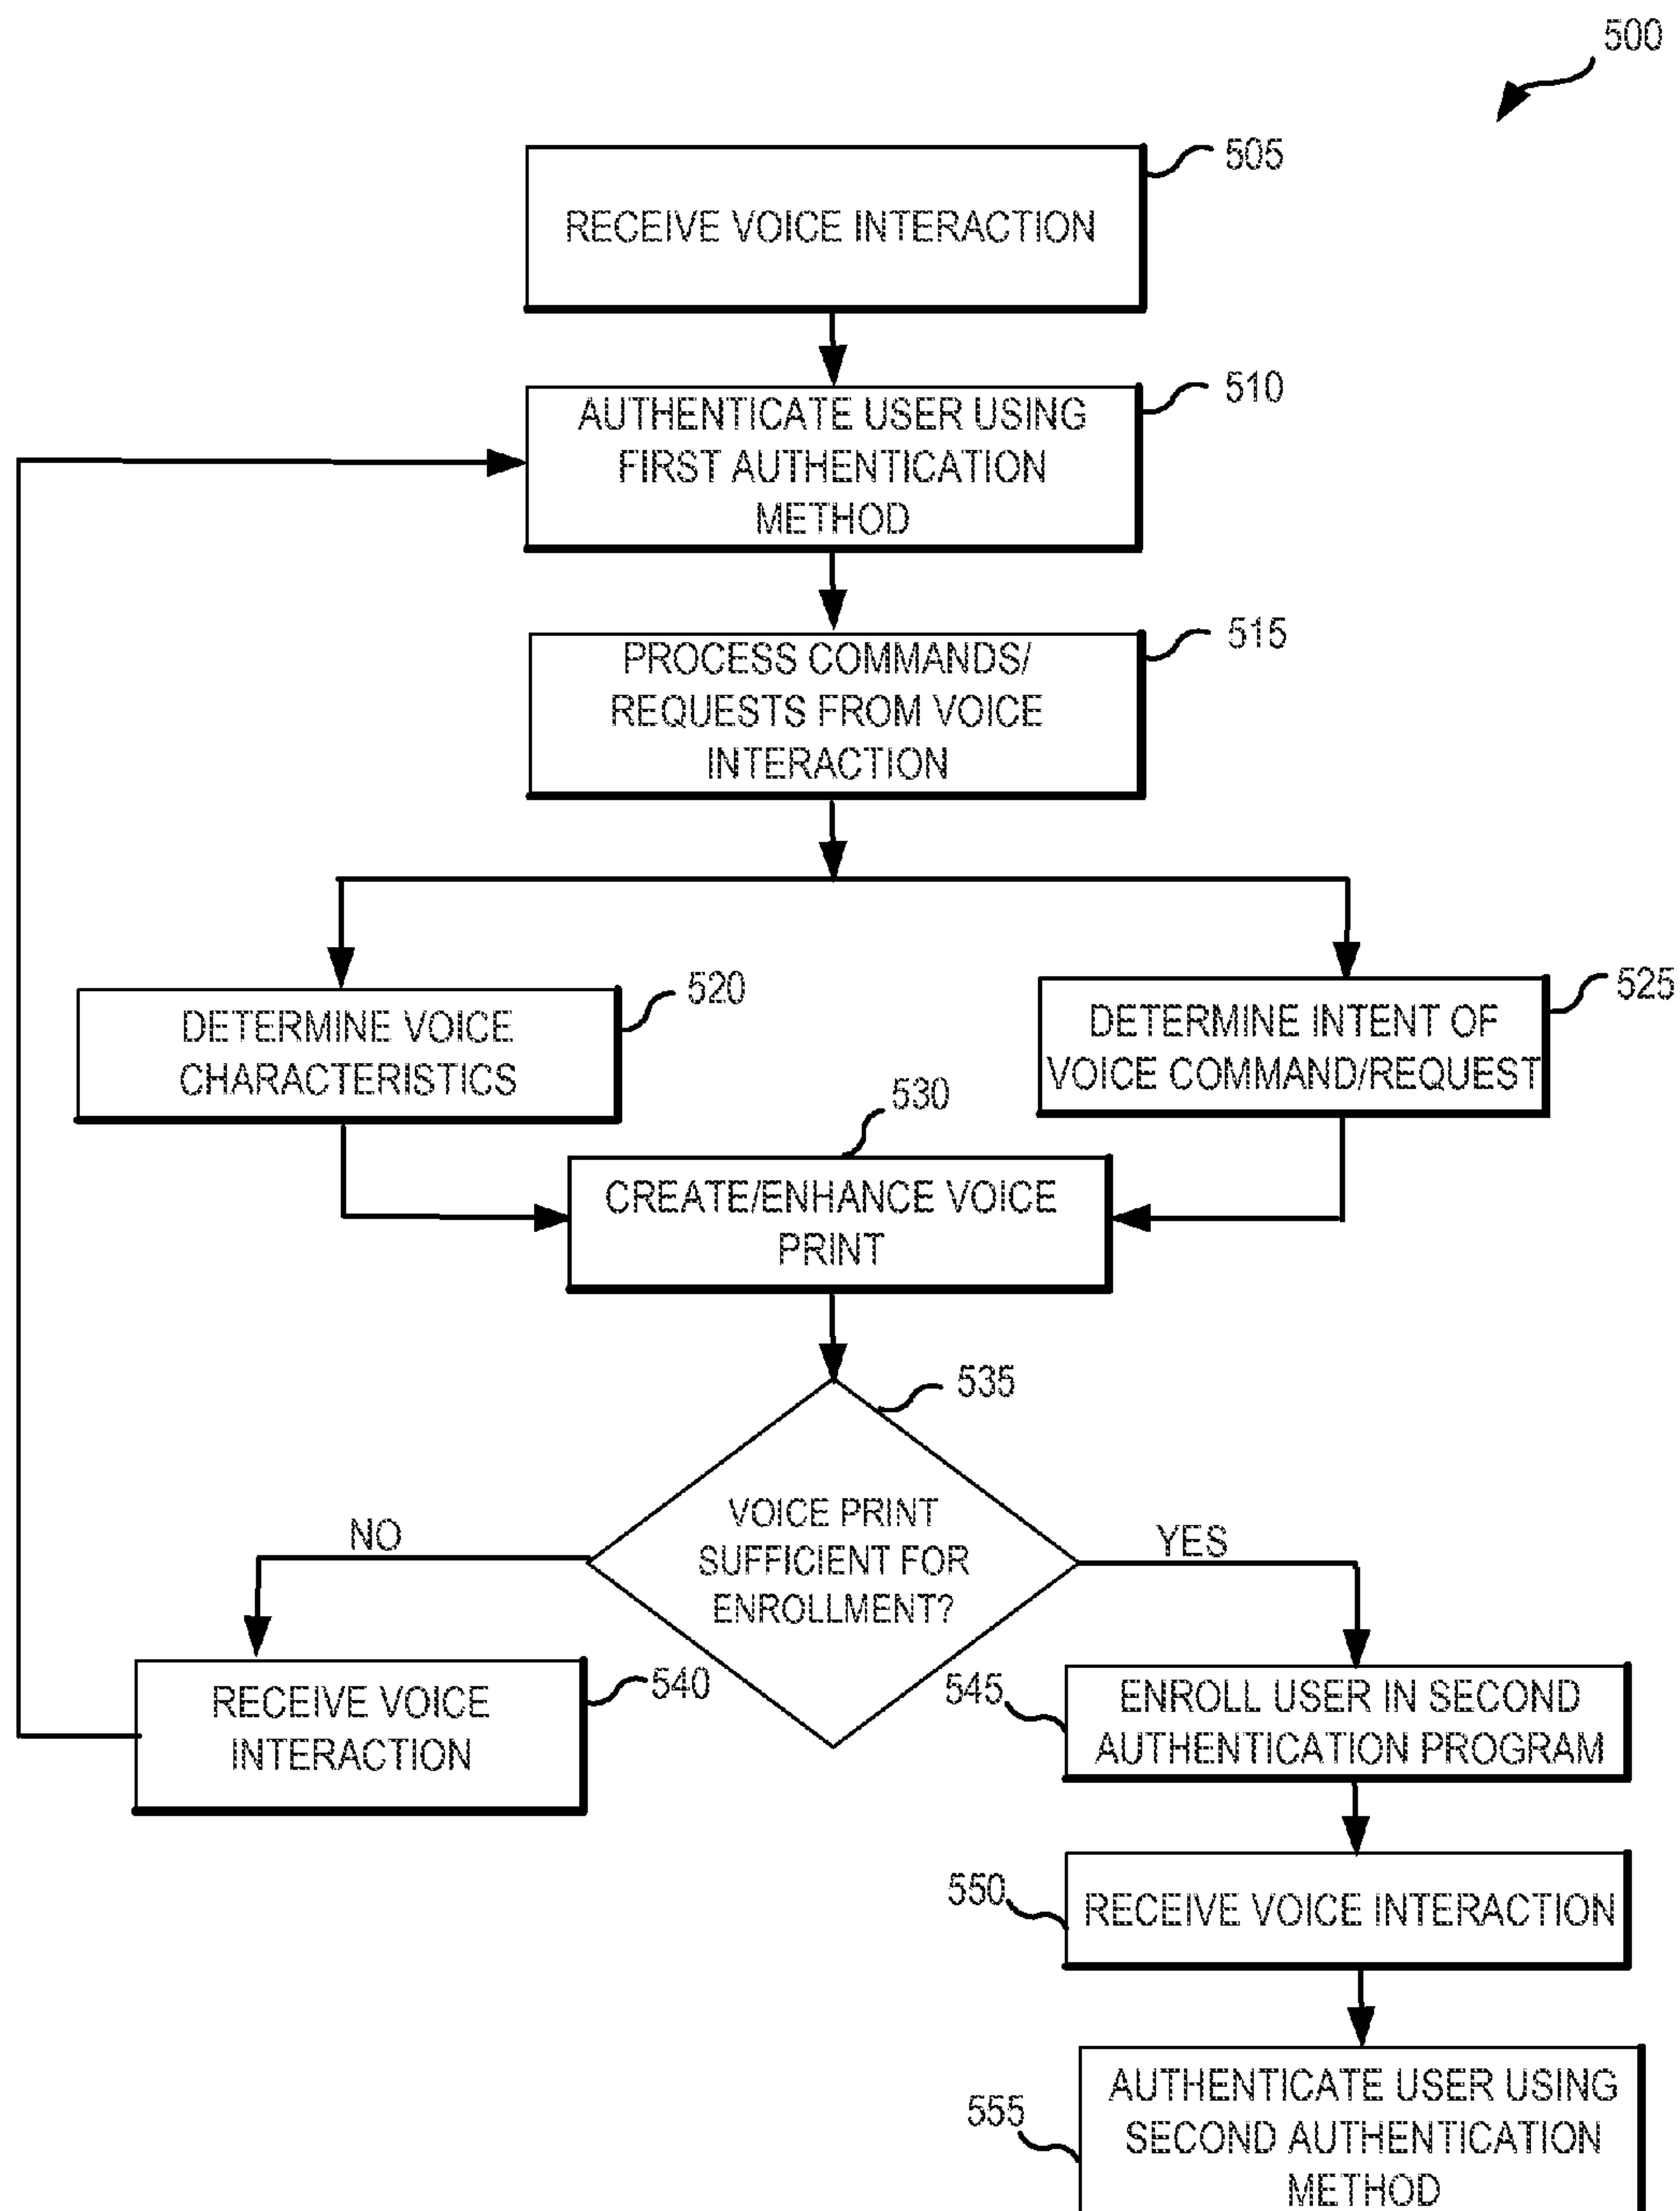 500
505
RECEIVE VOICE INTERACTION
510
AUTHENTICATE USER USING
FIRST AUTHENTICATION
METHOD
515
PROCESS COMMANDS/
REQUESTS FROM VOICE
INTERACTION
520
DETERMINE VOICE
CHARACTERISTICS
525
DETERMINE INTENT OF
VOICE COMMAND/REQUEST
530
CREATE/ENHANCE VOICE
PRINT
535
VOICE PRINT
SUFFICIENT FOR
ENROLLMENT?
NO
YES
540
RECEIVE VOICE
INTERACTION
545
ENROLL USER IN SECOND
AUTHENTICATION PROGRAM
550
RECEIVE VOICE INTERACTION
555
AUTHENTICATE USER USING
SECOND AUTHENTICATION
METHOD